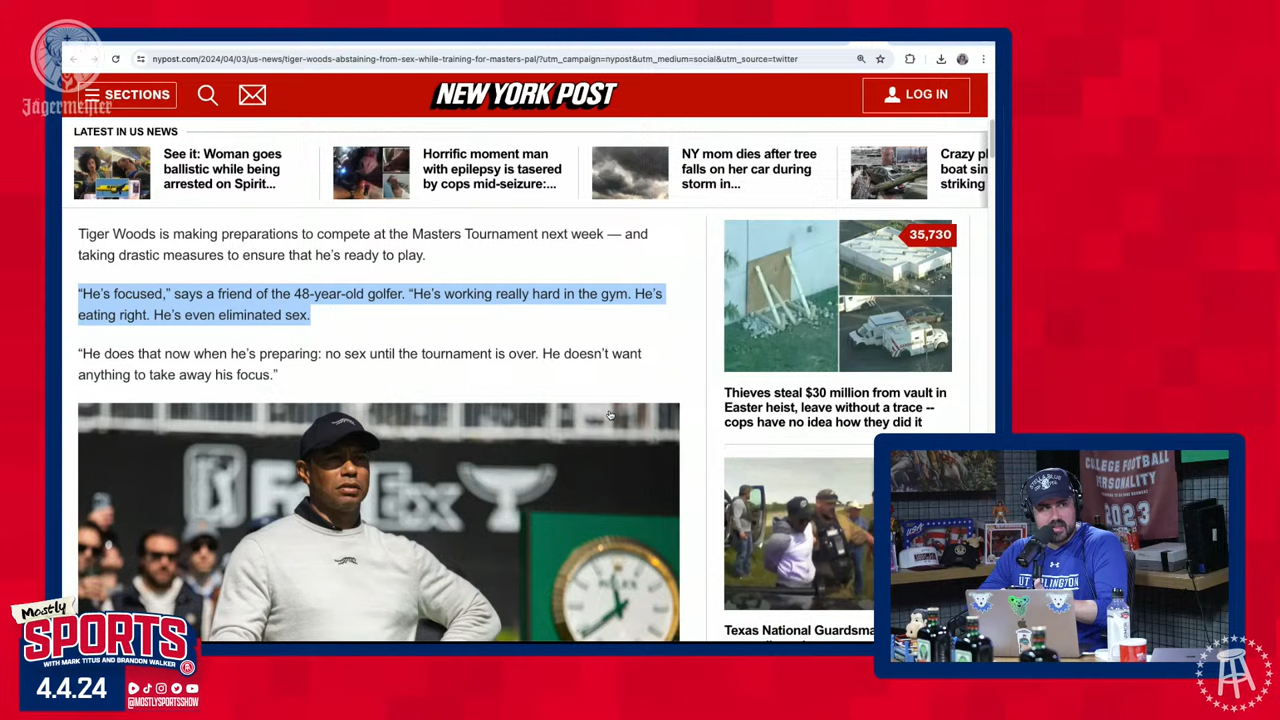 Jägermeister
nypost.com/2024/04/03/us-news/tiger-woods-abstaining-from-sex-while-training-for-masters-pal/?utm_campaign=nypost&utm_medium=social&utm_source=twitter
SECTIONS
NEW YORK POST
LOG IN
LATEST IN US NEWS
See it: Woman goes
ballistic while being
arrested on Spirit...
Horrific moment man
with epilepsy is tasered
by cops mid-seizure:...
NY mom dies after tree
falls on her car during
storm in...
Crazy pl
boat sin
striking
Tiger Woods is making preparations to compete at the Masters Tournament next week — and
taking drastic measures to ensure that he’s ready to play.
“He’s focused,” says a friend of the 48-year-old golfer. “He’s working really hard in the gym. He’s
eating right. He’s even eliminated sex.
“He does that now when he’s preparing: no sex until the tournament is over. He doesn’t want
anything to take away his focus.”
35,730
Thieves steal $30 million from vault in
Easter heist, leave without a trace --
cops have no idea how they did it
Texas National Guardsma
COLLEGE FOOTBALL
PERSONALITY
2023
STELLA BLUE
USA
UT ARLINGTON
ROLEX
Mostly
SPORTS
WITH MARK TITUS AND BRANDON WALKER
4.4.24
@MOSTLYSPORTSSHOW